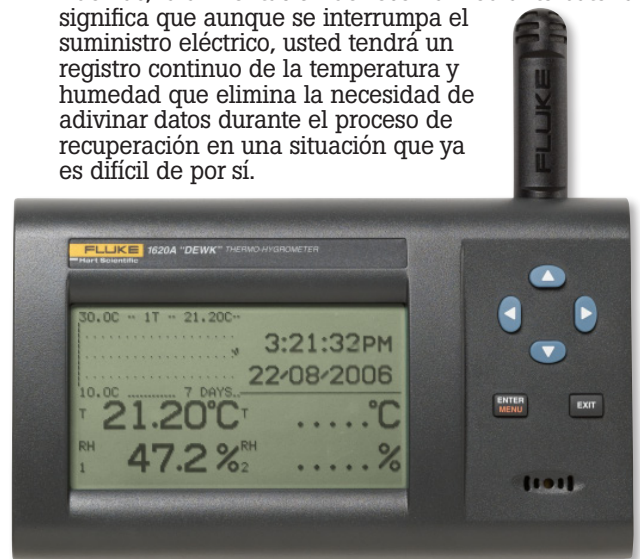 significa que aunque se interrumpa el
suministro eléctrico, usted tendrá un
registro continuo de la temperatura y
humedad que elimina la necesidad de
adivinar datos durante el proceso de
recuperación en una situación que ya
es difícil de por sí.
FLUKE
FLUKE 1620A "DEWK" THERMO-HYGROMETER
Hart Scientific
30.0C 1T 21.20C
3:21:32PM
22/08/2006
10.0C 7 DAYS
T 21.20°C T .....°C
RH 1 47.2 % RH 2 .....%
ENTER
MENU
EXIT